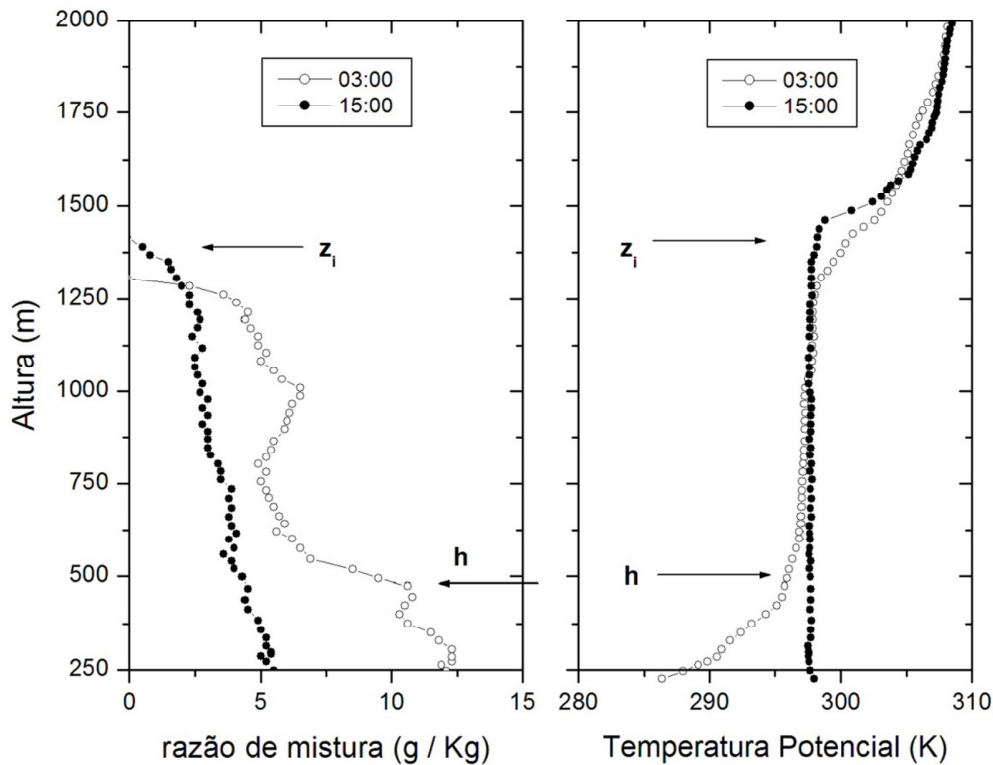 2000
1750
1500
1250
1000
750
500
250
Altura (m)
03:00
15:00
z i
h
0
5
10
15
razão de mistura (g / Kg)
03:00
15:00
z i
h
280
290
300
310
Temperatura Potencial (K)